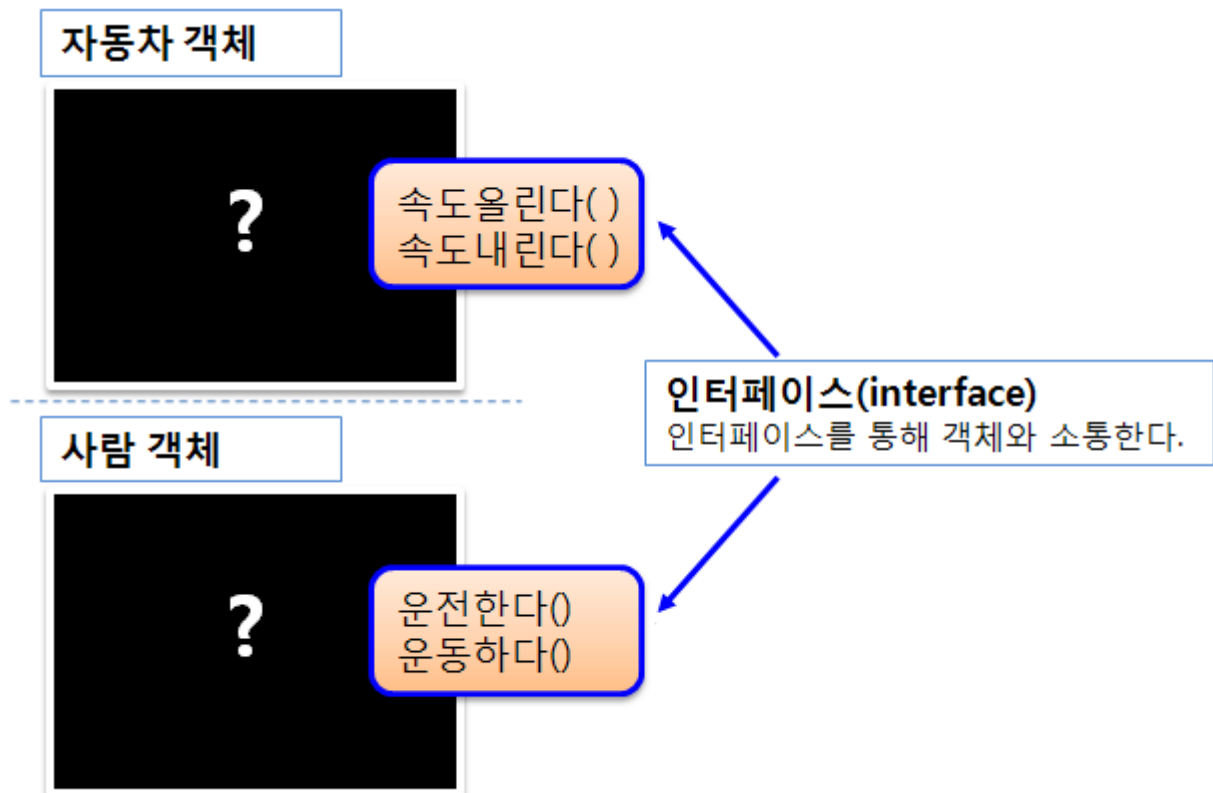 자동차 객체
?
속도올린다( )
속도내린다( )
인터페이스(interface)
인터페이스를 통해 객체와 소통한다.
사람 객체
?
운전한다()
운동하다()